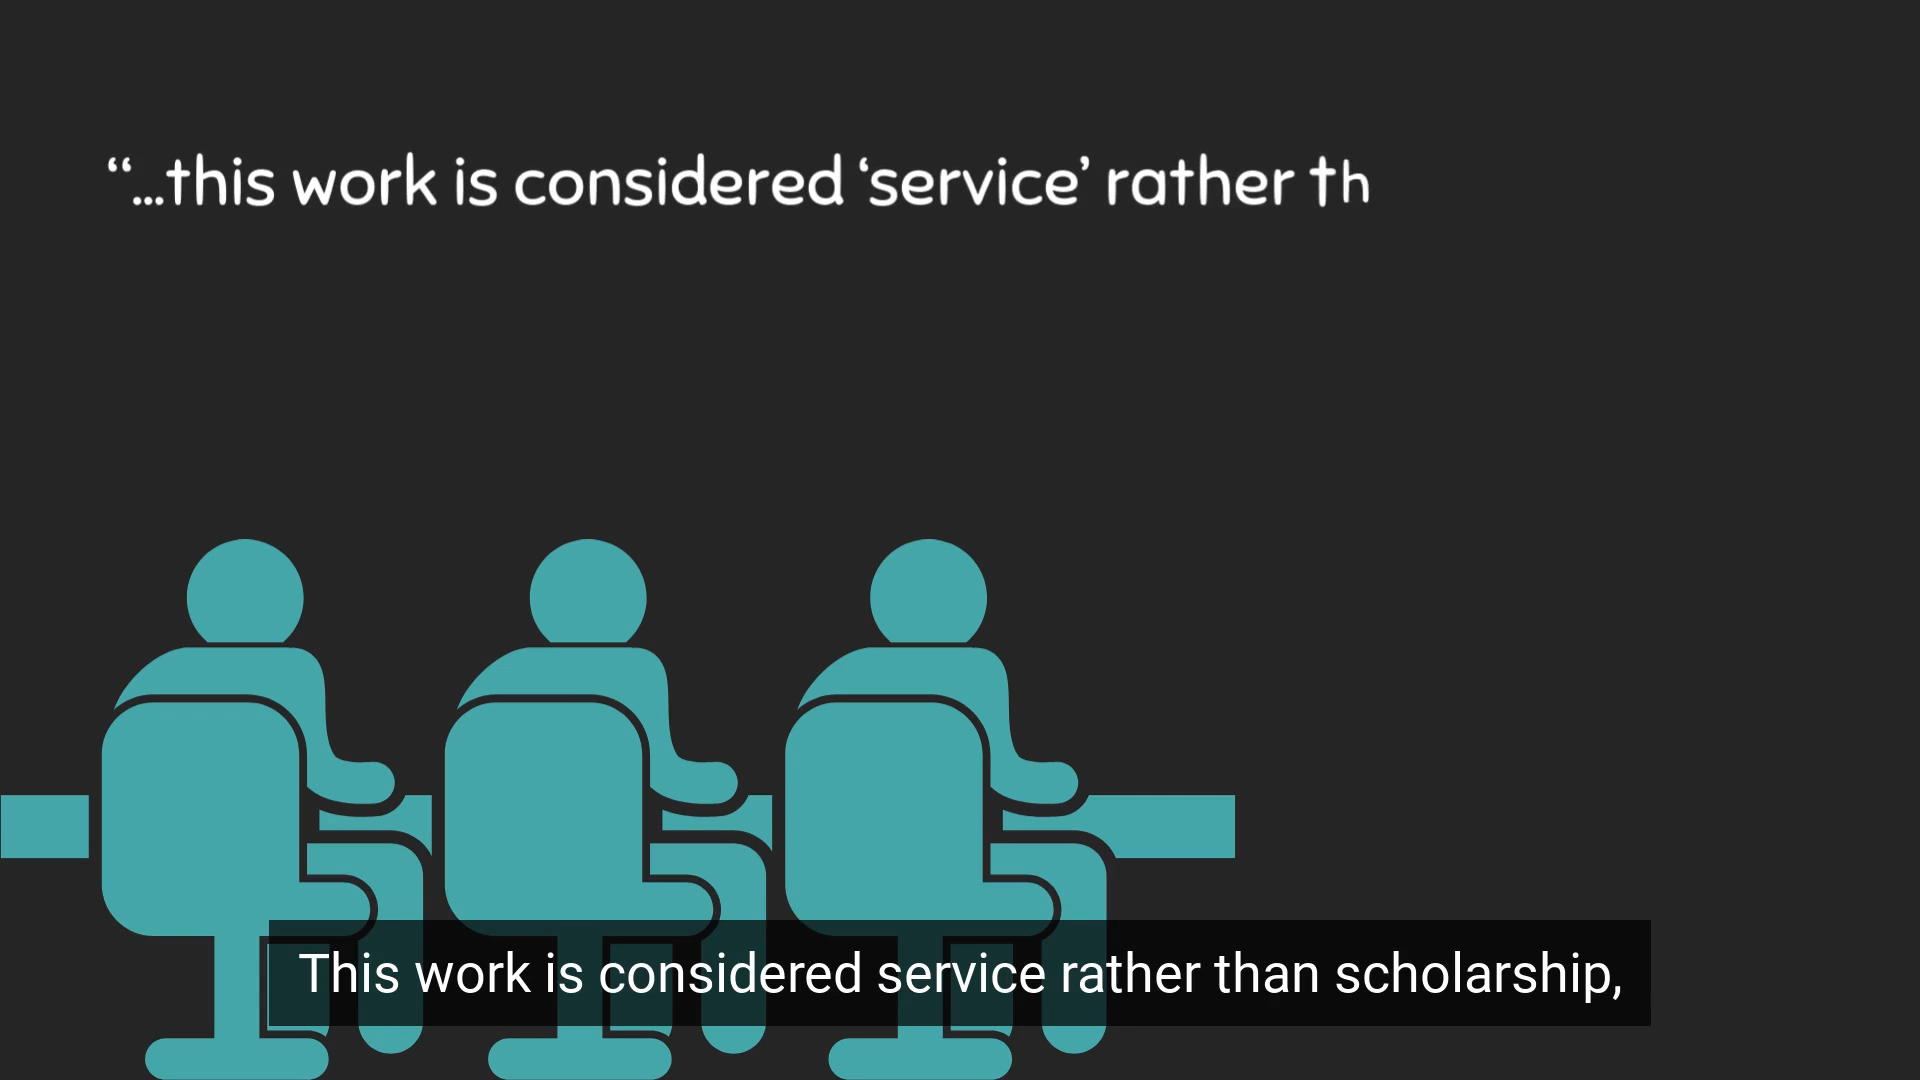 “...this work is considered ‘service’ rather th
This work is considered service rather than scholarship,